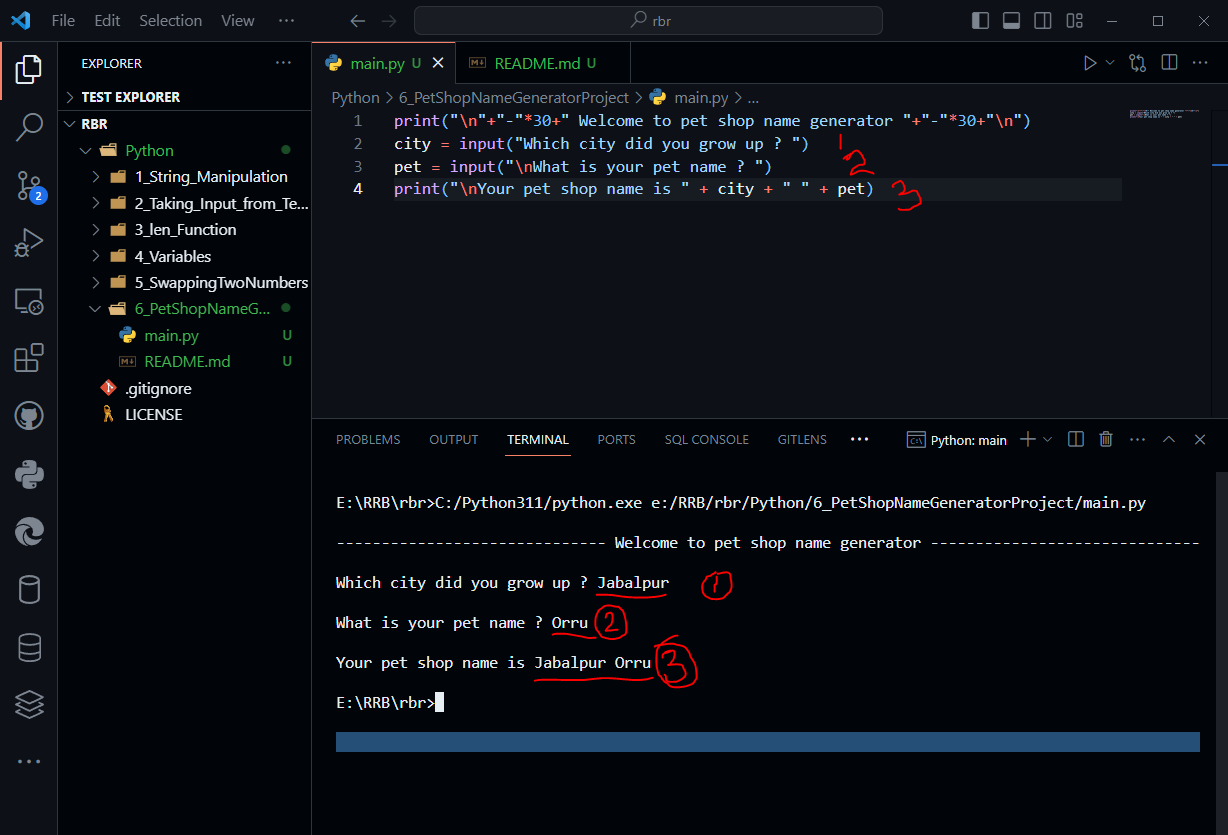 File Edit Selection View ···
rbr
EXPLORER ···
TEST EXPLORER
RBR
Python
1_String_Manipulation
2_Taking_Input_from_Te...
3_len_Function
4_Variables
5_SwappingTwoNumbers
6_PetShopNameG...
main.py U
README.md U
.gitignore
LICENSE
2
main.py U
README.md U
Python > 6_PetShopNameGeneratorProject > main.py > ...
1 print("\n"+"-"*30+" Welcome to pet shop name generator "+"-"*30+"\n")
2 city = input("Which city did you grow up ? ") 1
3 pet = input("\nWhat is your pet name ? ") 2
4 print("\nYour pet shop name is " + city + " " + pet) 3
PROBLEMS OUTPUT TERMINAL PORTS SQL CONSOLE GITLENS ··· Python: main
E:\RRB\rbr>C:/Python311/python.exe e:/RRB/rbr/Python/6_PetShopNameGeneratorProject/main.py
------------------------------ Welcome to pet shop name generator ------------------------------
Which city did you grow up ? Jabalpur 1
What is your pet name ? Orru 2
Your pet shop name is Jabalpur Orru 3
E:\RRB\rbr>